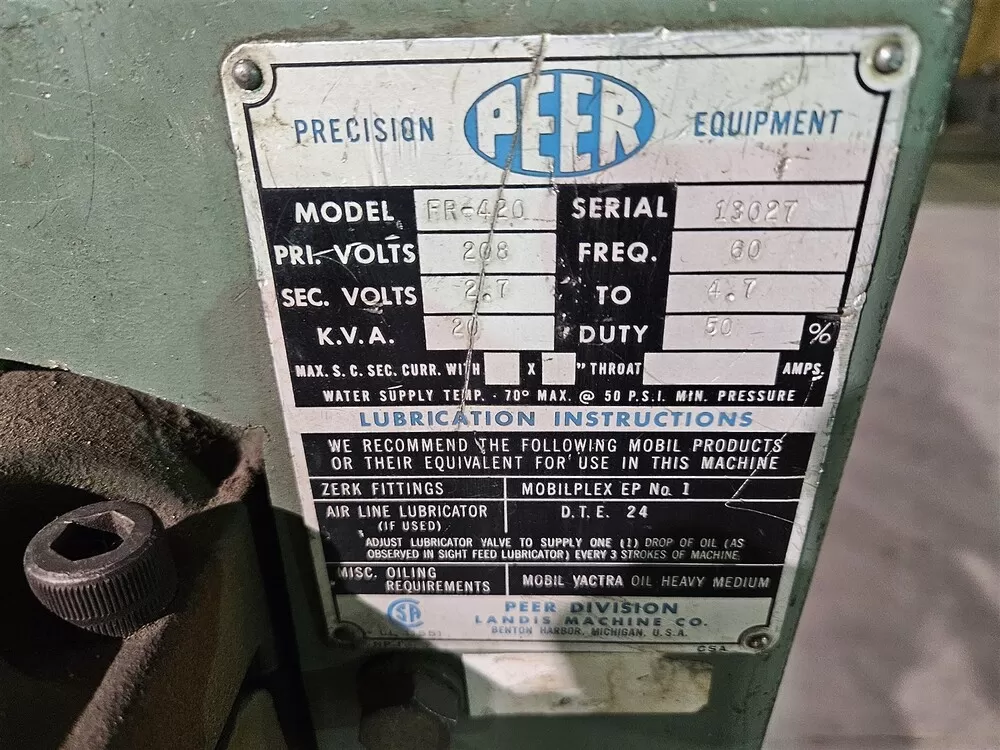 PRECISION PEER EQUIPMENT
MODEL FR-420 SERIAL 13027
PRI. VOLTS 208 FREQ. 60
SEC. VOLTS 2.7 TO 4.7
K.V.A. 20 DUTY 50 %
MAX. S. C. SEC. CURR. WITH X " THROAT AMPS.
WATER SUPPLY TEMP. - 70° MAX. @ 50 P.S.I. MIN. PRESSURE
LUBRICATION INSTRUCTIONS
WE RECOMMEND THE FOLLOWING MOBIL PRODUCTS
OR THEIR EQUIVALENT FOR USE IN THIS MACHINE
ZERK FITTINGS MOBILPLEX EP No. 1
AIR LINE LUBRICATOR D.T.E. 24
(IF USED)
ADJUST LUBRICATOR VALVE TO SUPPLY ONE (1) DROP OF OIL (AS
OBSERVED IN SIGHT FEED LUBRICATOR) EVERY 3 STROKES OF MACHINE.
MISC. OILING
REQUIREMENTS MOBIL VACTRA OIL HEAVY MEDIUM
PEER DIVISION
LANDIS MACHINE CO.
BENTON HARBOR, MICHIGAN, U.S.A.
CSA